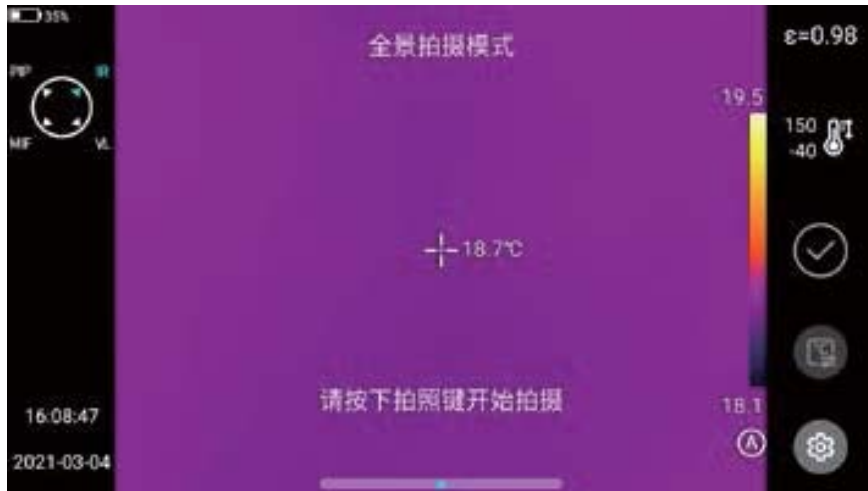 35%
全景拍摄模式
ε=0.98
PIP IR
19.5
150
-40
MIF VL
18.7℃
请按下拍照键开始拍摄
16:08:47
18.1
A
2021-03-04